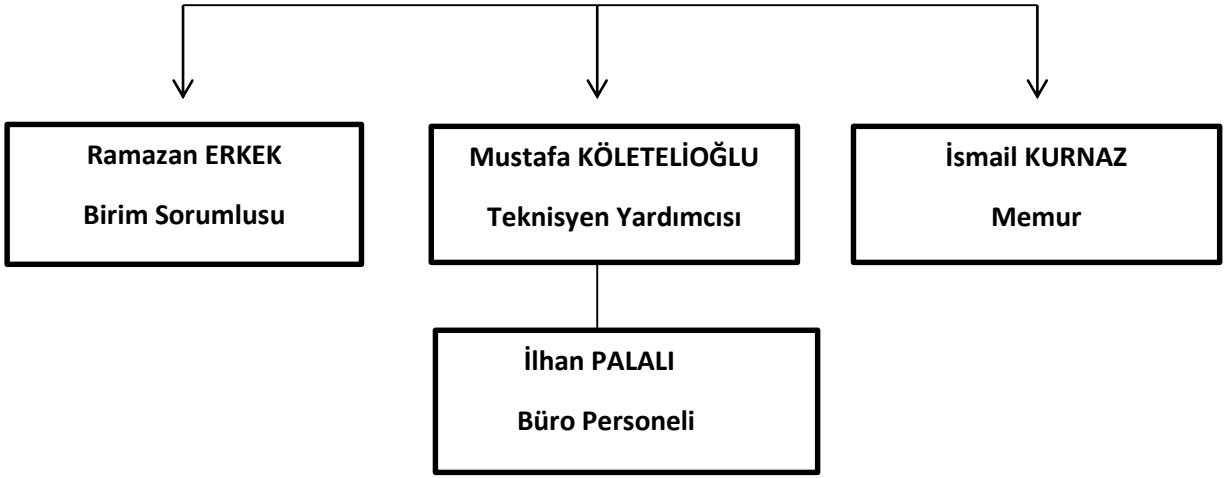 Ramazan ERKEK
Birim Sorumlusu
Mustafa KÖLETELİOĞLU
Teknisyen Yardımcısı
İsmail KURNAZ
Memur
İlhan PALALI
Büro Personeli